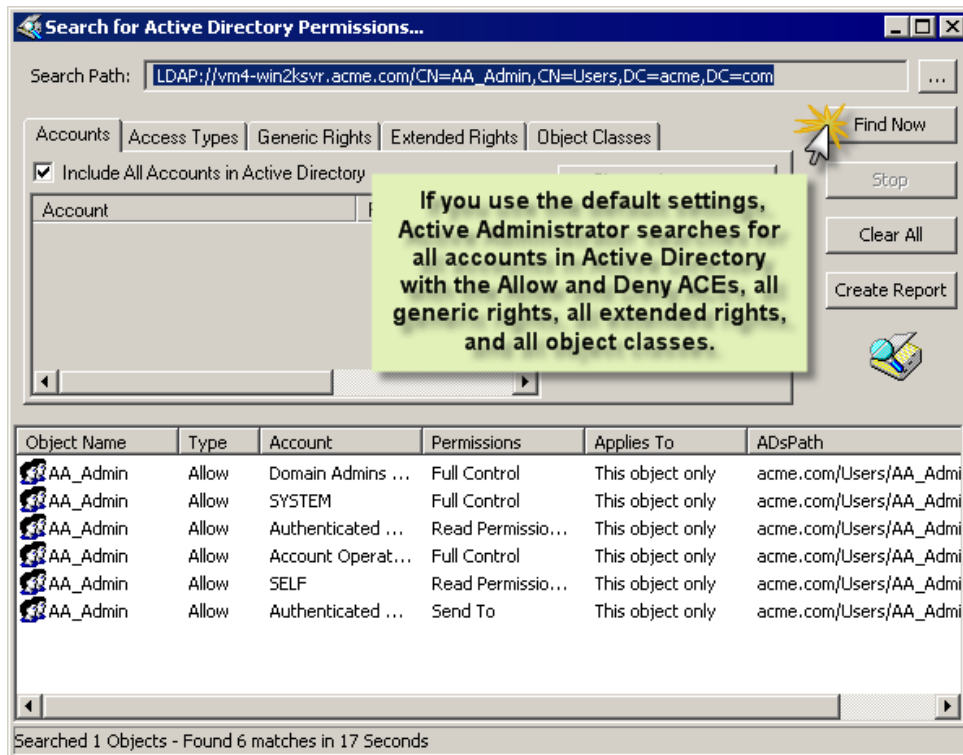 Search for Active Directory Permissions...
Search Path: LDAP://vm4-win2ksvr.acme.com/CN=AA_Admin,CN=Users,DC=acme,DC=com ...
Accounts Access Types Generic Rights Extended Rights Object Classes
Find Now
Include All Accounts in Active Directory
Stop
Account
Clear All
Create Report
If you use the default settings,
Active Administrator searches for
all accounts in Active Directory
with the Allow and Deny ACEs, all
generic rights, all extended rights,
and all object classes.
Object Name Type Account Permissions Applies To ADsPath
AA_Admin Allow Domain Admins ... Full Control This object only acme.com/Users/AA_Admi
AA_Admin Allow SYSTEM Full Control This object only acme.com/Users/AA_Admi
AA_Admin Allow Authenticated ... Read Permissio... This object only acme.com/Users/AA_Admi
AA_Admin Allow Account Operat... Full Control This object only acme.com/Users/AA_Admi
AA_Admin Allow SELF Read Permissio... This object only acme.com/Users/AA_Admi
AA_Admin Allow Authenticated ... Send To This object only acme.com/Users/AA_Admi
Searched 1 Objects - Found 6 matches in 17 Seconds